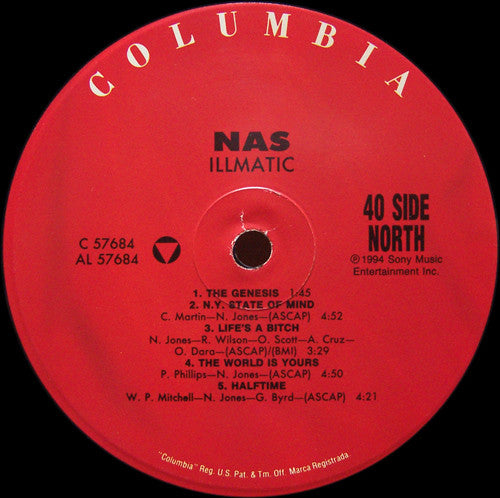 COLUMBIA
NAS
ILLMATIC
40 SIDE
NORTH
C 57684
AL 57684
℗ 1994 Sony Music
Entertainment Inc.
1. THE GENESIS 1:45
2. N.Y. STATE OF MIND
C. Martin—N. Jones—(ASCAP) 4:52
3. LIFE'S A BITCH
N. Jones—R. Wilson—O. Scott—A. Cruz—
O. Dara—(ASCAP)/(BMI) 3:29
4. THE WORLD IS YOURS
P. Phillips—N. Jones—(ASCAP) 4:50
5. HALFTIME
W. P. Mitchell—N. Jones—G. Byrd—(ASCAP) 4:21
"Columbia" Reg. U.S. Pat. & Tm. Off. Marca Registrada